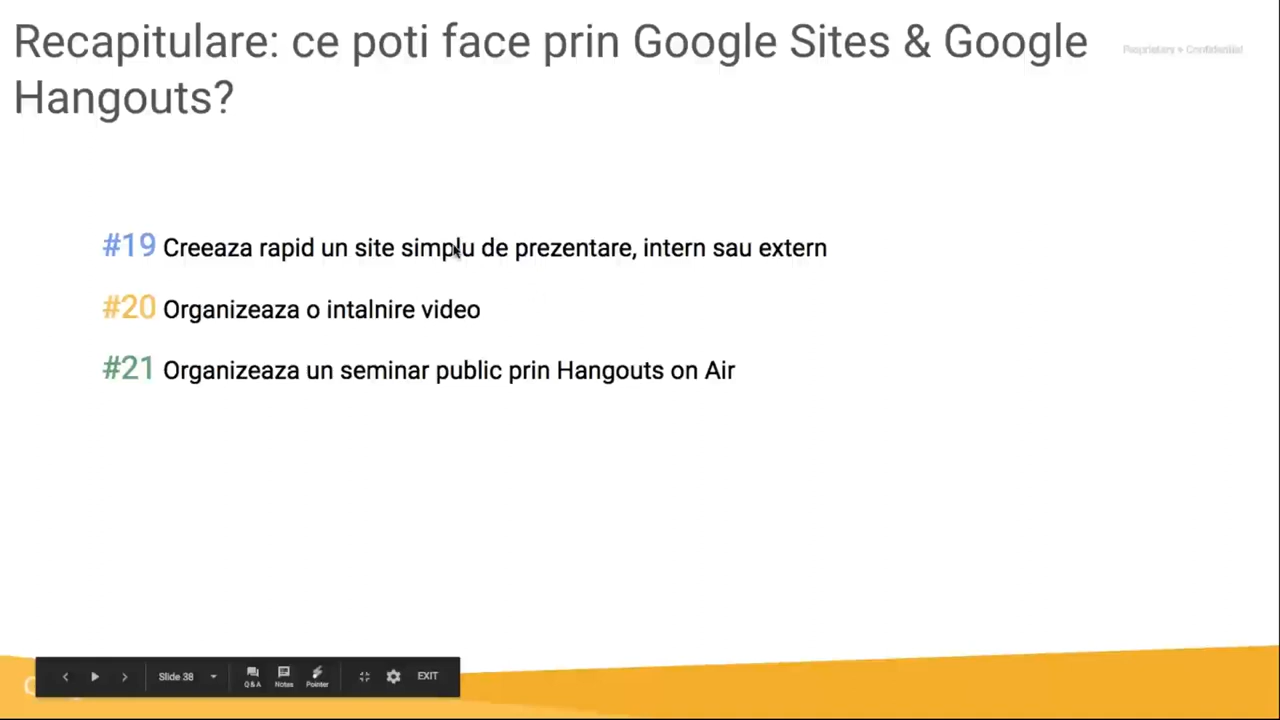 Recapitulare: ce poti face prin Google Sites & Google
Hangouts?
Proprietary + Confidential
#19 Creeaza rapid un site simplu de prezentare, intern sau extern
#20 Organizeaza o intalnire video
#21 Organizeaza un seminar public prin Hangouts on Air
Slide 38
Q&A
Notes
Pointer
EXIT